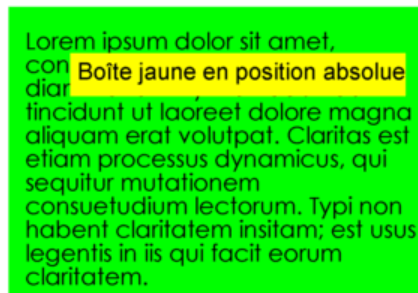 Lorem ipsum dolor sit amet,
con
Boîte jaune en position absolue
diar
tincidunt ut laoreet dolore magna
aliquam erat volutpat. Claritas est
etiam processus dynamicus, qui
sequitur mutationem
consuetudium lectorum. Typi non
habent claritatem insitam; est usus
legentis in iis qui facit eorum
claritatem.